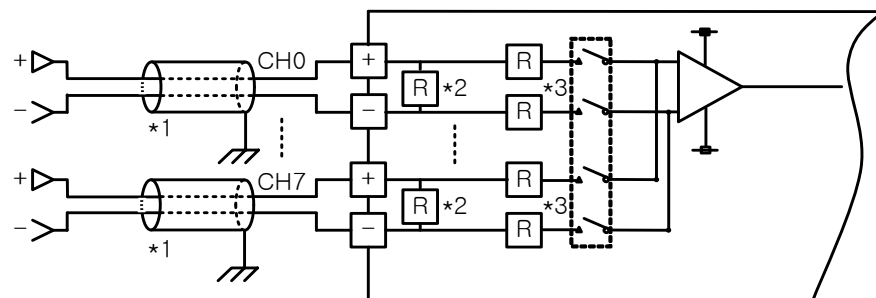 + CH0 + R
R *2 *3
− *1 − R
+ CH7 + R
R *2 *3
− *1 − R